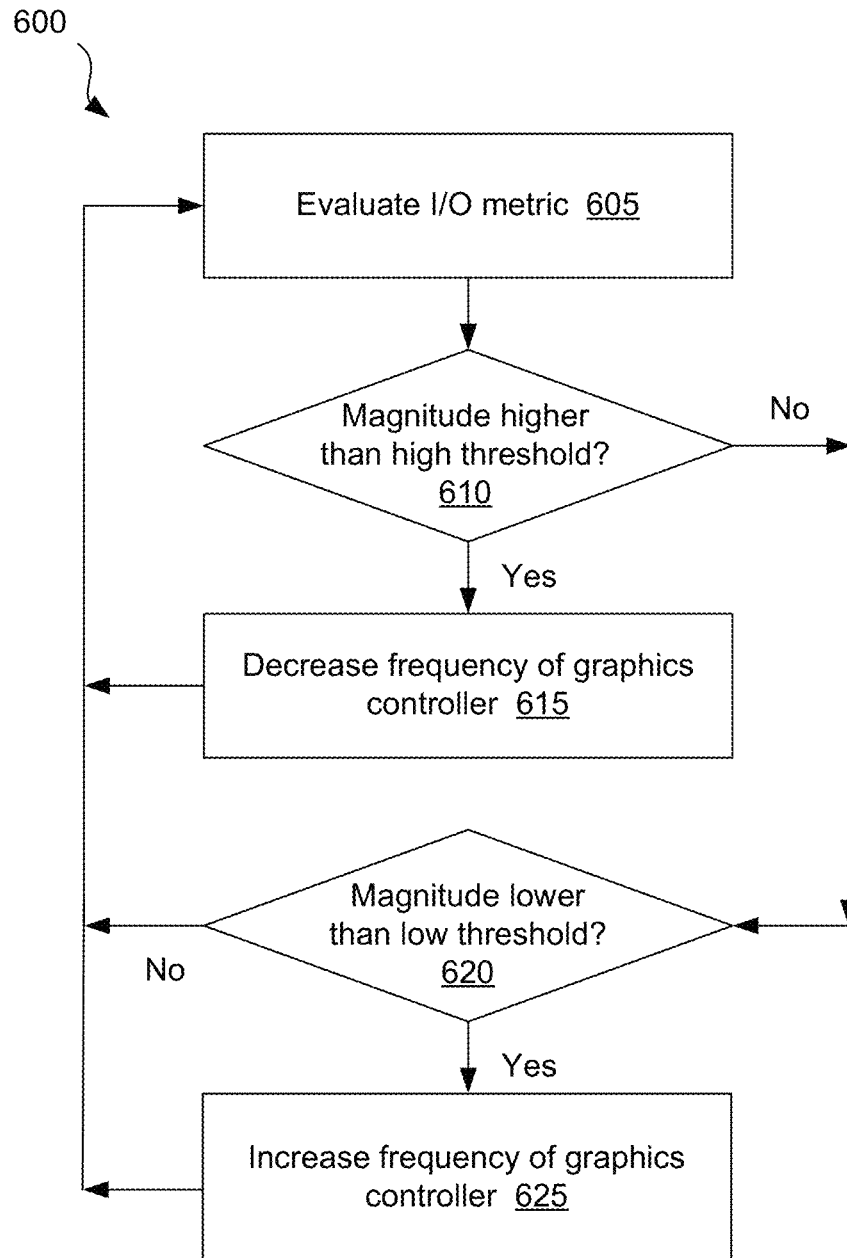 600
Evaluate I/O metric 605
Magnitude higher
than high threshold?
610
No
Yes
Decrease frequency of graphics
controller 615
Magnitude lower
than low threshold?
620
No
Yes
Increase frequency of graphics
controller 625